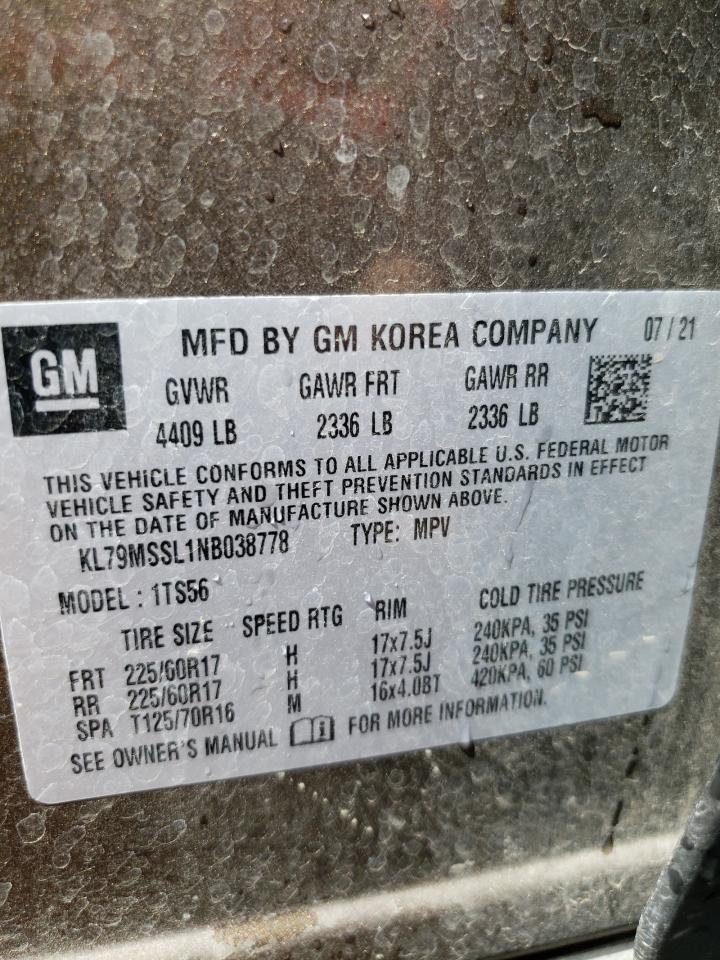 GM
MFD BY GM KOREA COMPANY 07/21
GVWR GAWR FRT GAWR RR
4409 LB 2336 LB 2336 LB
THIS VEHICLE CONFORMS TO ALL APPLICABLE U.S. FEDERAL MOTOR
VEHICLE SAFETY AND THEFT PREVENTION STANDARDS IN EFFECT
ON THE DATE OF MANUFACTURE SHOWN ABOVE.
KL79MSSL1NB038778 TYPE: MPV
MODEL : 1TS56
TIRE SIZE SPEED RTG RIM COLD TIRE PRESSURE
FRT 225/60R17 H 17x7.5J 240KPA, 35 PSI
RR 225/60R17 H 17x7.5J 240KPA, 35 PSI
SPA T125/70R16 M 16x4.0BT 420KPA, 60 PSI
SEE OWNER'S MANUAL i FOR MORE INFORMATION.